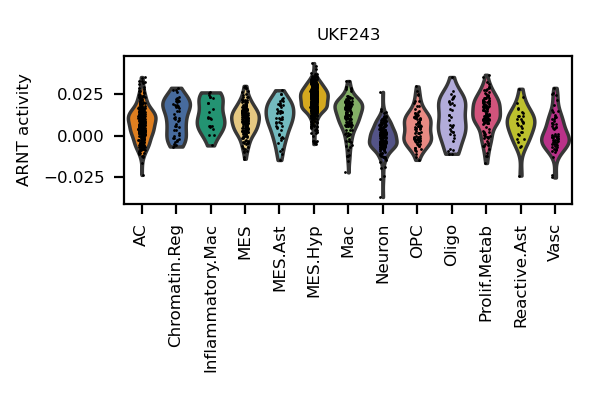 UKF243
ARNT activity
0.025
0.000
−0.025
AC
Chromatin.Reg
Inflammatory.Mac
MES
MES.Ast
MES.Hyp
Mac
Neuron
OPC
Oligo
Prolif.Metab
Reactive.Ast
Vasc